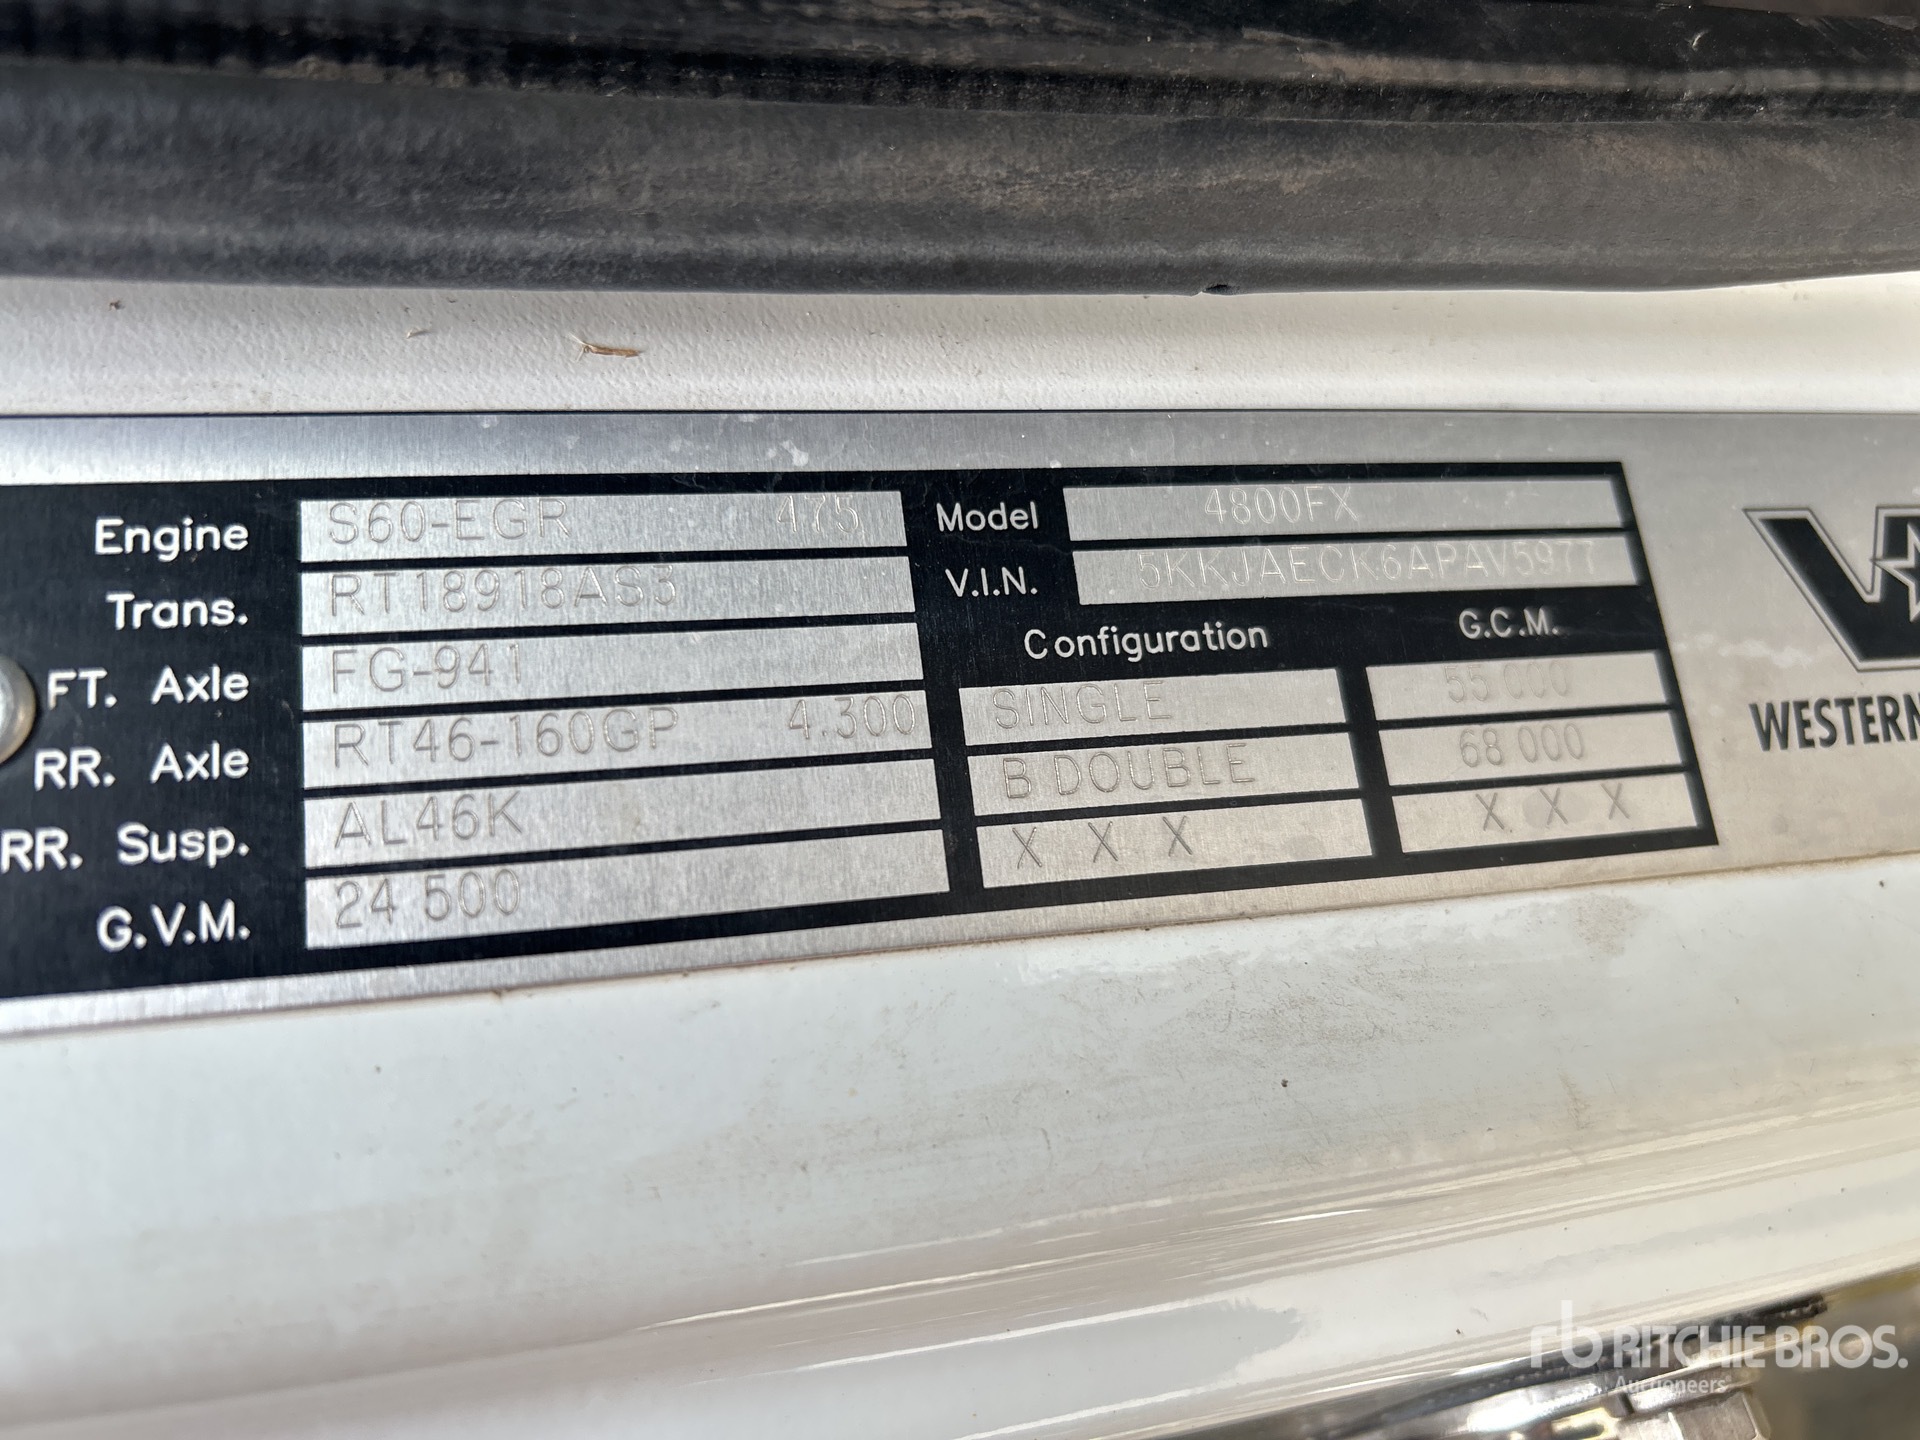 Engine S60-EGR 475
Trans. RT18918AS3
FT. Axle FG-941
RR. Axle RT46-160GP 4.300
RR. Susp. AL46K
G.V.M. 24 500
Model 4800FX
V.I.N. 5KKJAECK6APAV5977
Configuration G.C.M.
SINGLE 55 000
B DOUBLE 68 000
X X X X X X
WESTERN
rb RITCHIE BROS.
Auctioneers